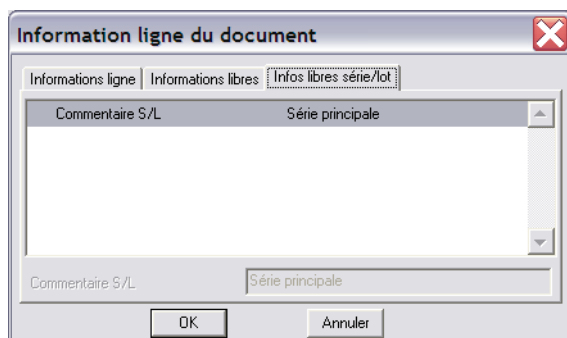 Information ligne du document
Informations ligne Informations libres Infos libres série/lot
Commentaire S/L Série principale
Commentaire S/L Série principale
OK Annuler